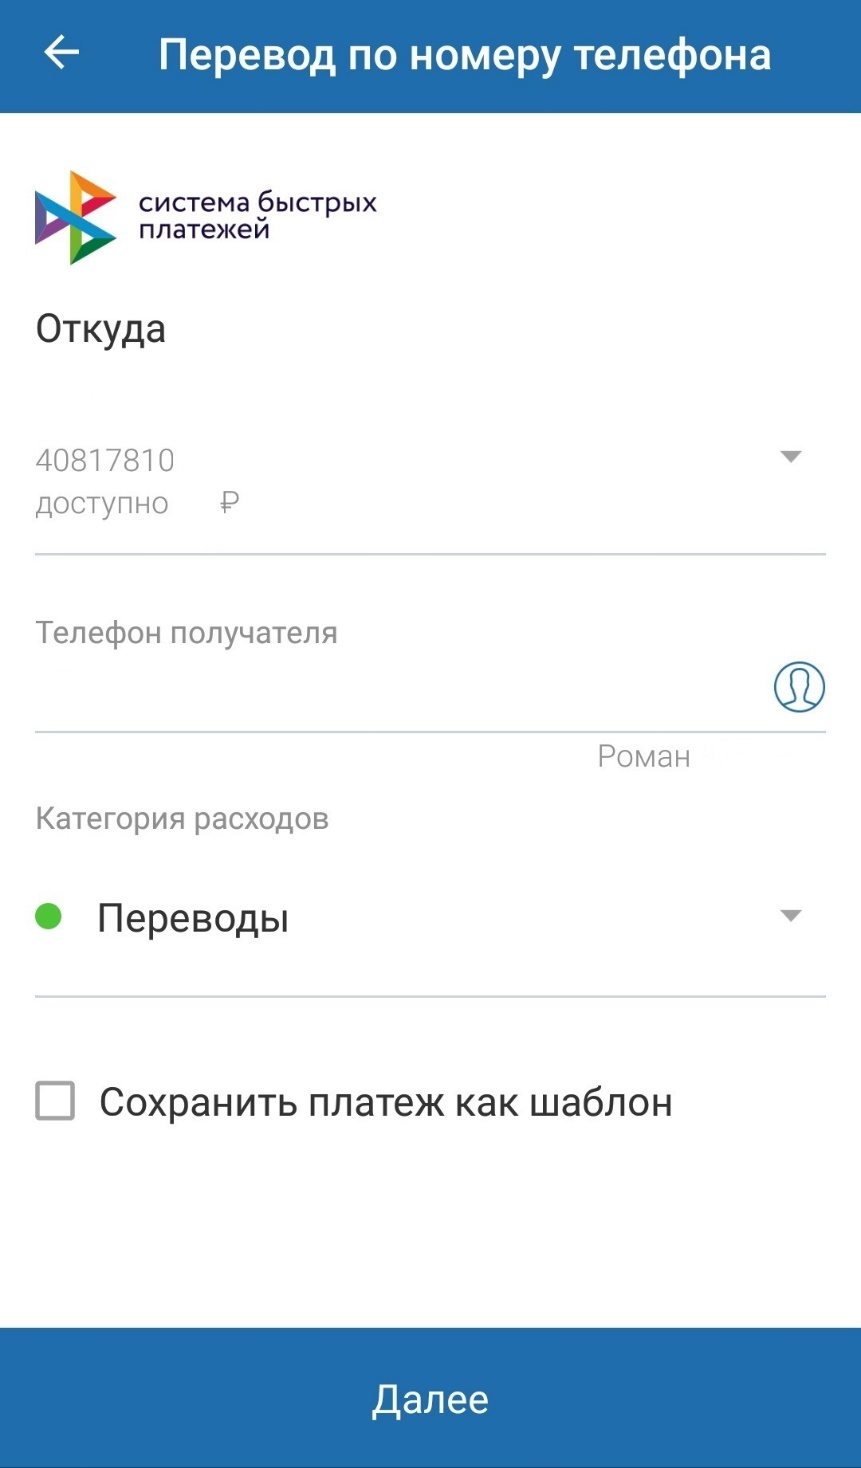 Перевод по номеру телефона
система быстрых
платежей
Откуда
40817810
доступно ₽
Телефон получателя
Роман
Категория расходов
Переводы
Сохранить платеж как шаблон
Далее